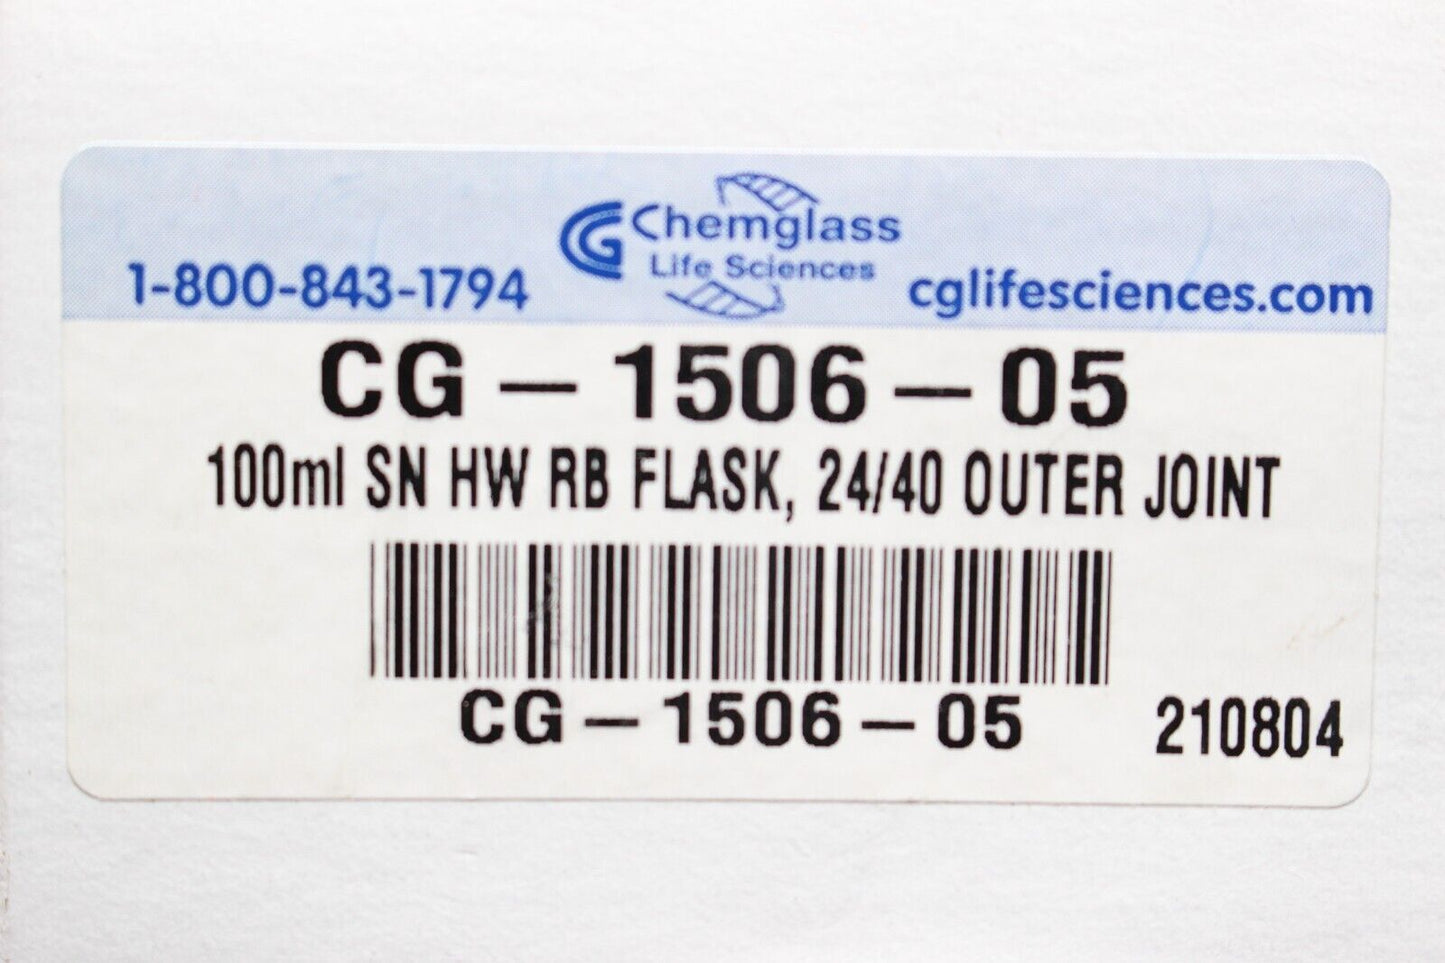 CG Chemglass
Life Sciences
1-800-843-1794
cglifesciences.com
CG-1506-05
100ml SN HW RB FLASK, 24/40 OUTER JOINT
CG-1506-05
210804